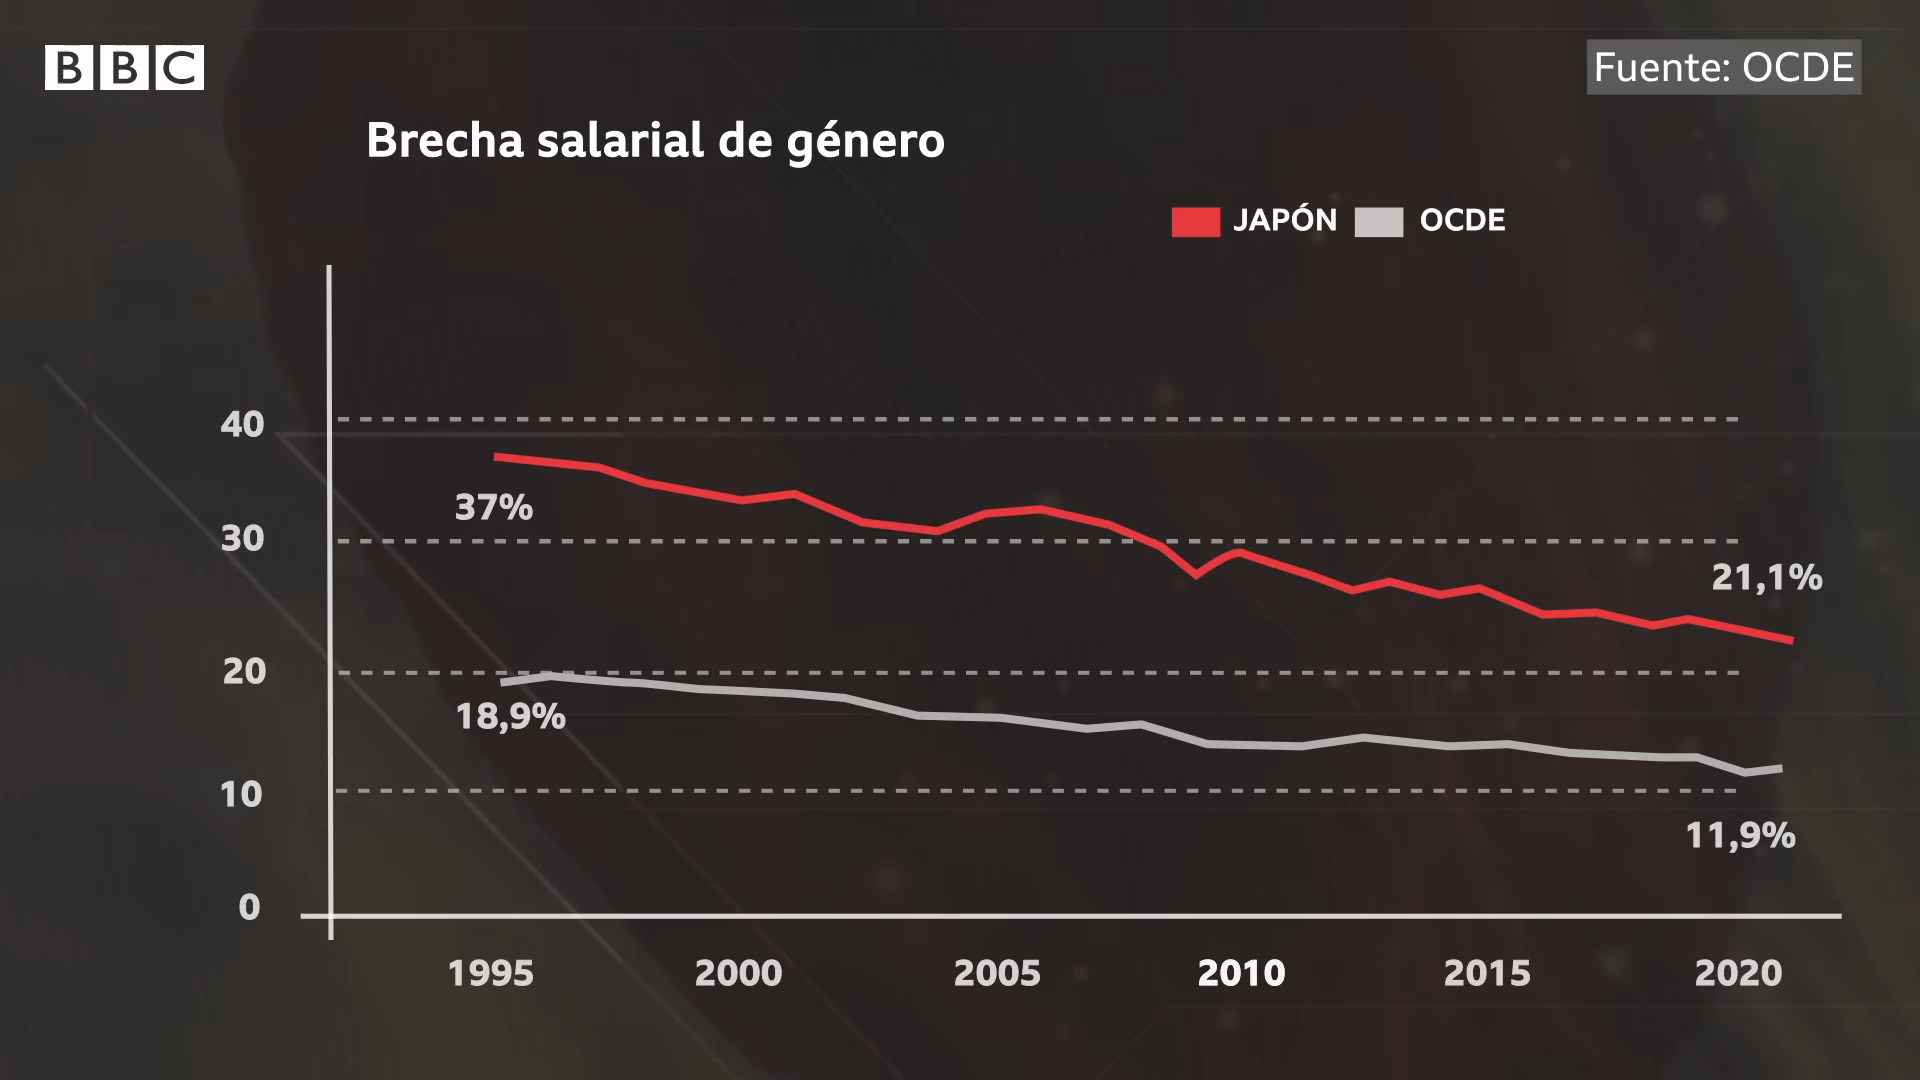 BBC
Fuente: OCDE
Brecha salarial de género
JAPÓN OCDE
40
37%
30
21,1%
20
18,9%
10
11,9%
0
1995 2000 2005 2010 2015 2020